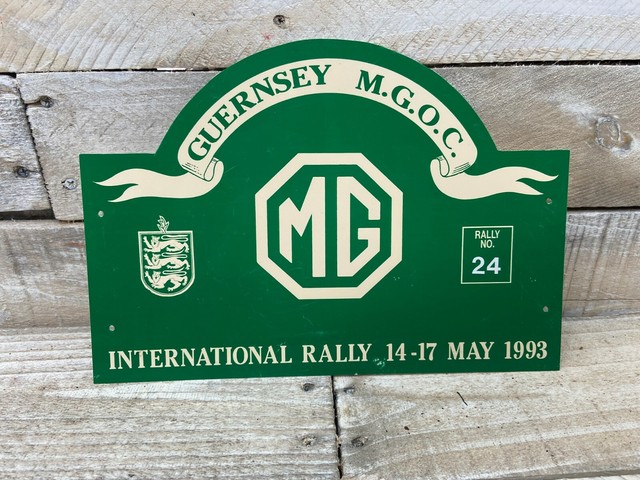 GUERNSEY M.G.O.C.
MG
RALLY
NO.
24
INTERNATIONAL RALLY 14-17 MAY 1993